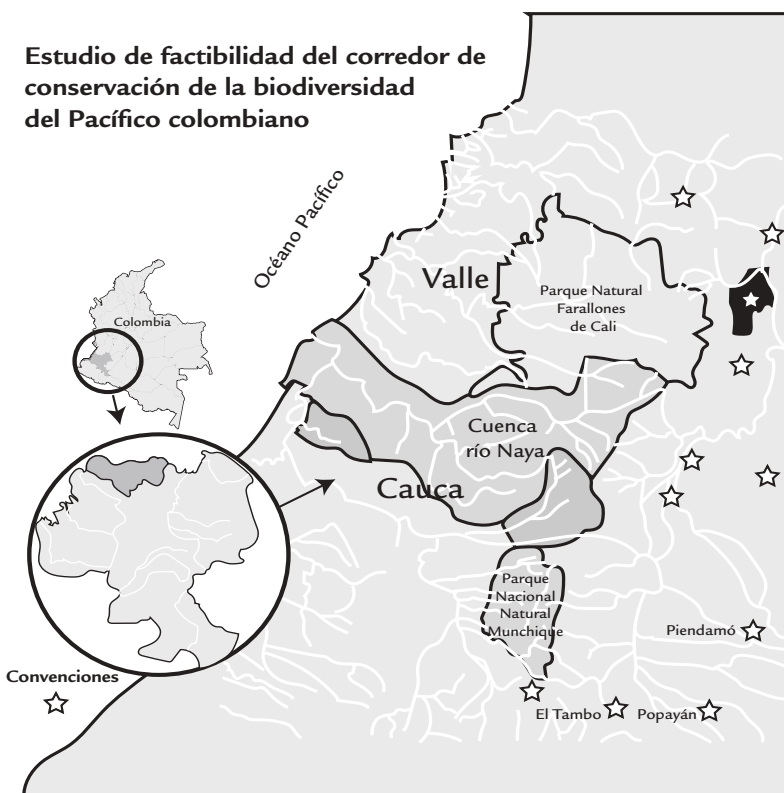 Estudio de factibilidad del corredor de
conservación de la biodiversidad
del Pacífico colombiano
Océano Pacífico
Colombia
Valle
Parque Natural
Farallones
de Cali
Cuenca
río Naya
Cauca
Parque
Nacional
Natural
Munchique
Piendamó
Convenciones
El Tambo
Popayán